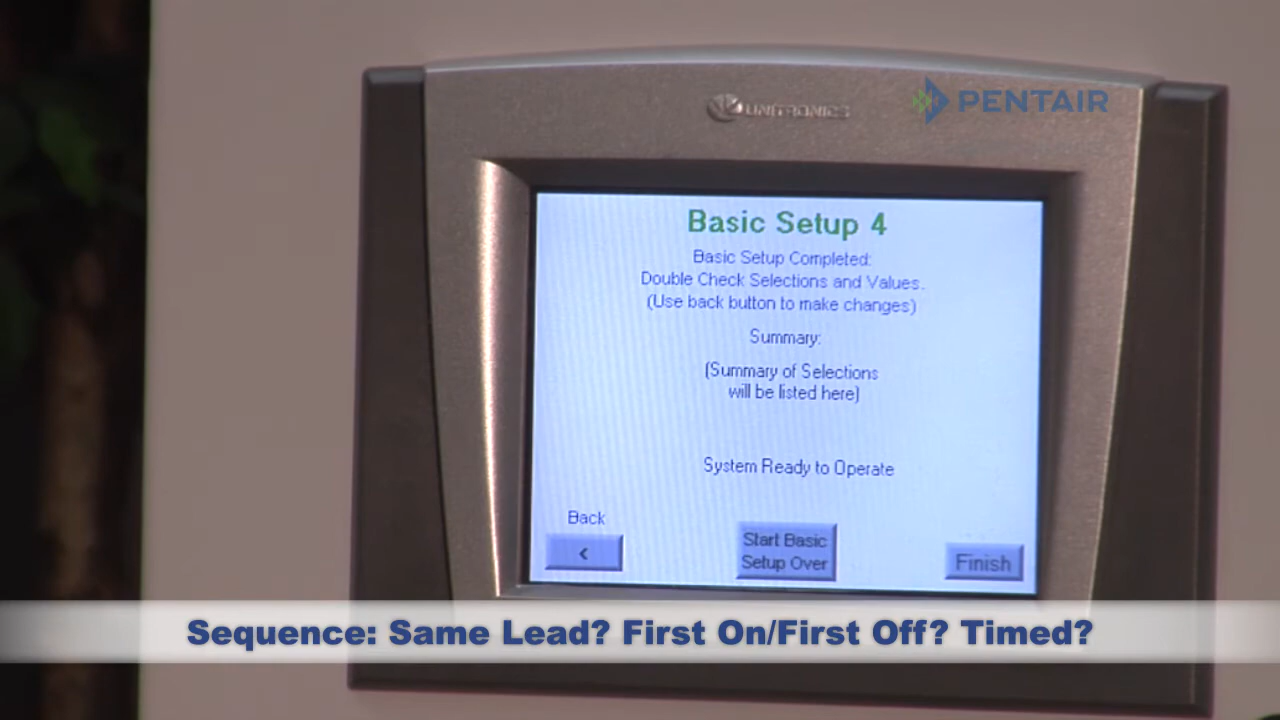 UNITRONICS
PENTAIR
Basic Setup 4
Basic Setup Completed:
Double Check Selections and Values.
(Use back button to make changes)
Summary:
(Summary of Selections
will be listed here)
System Ready to Operate
Back
<
Start Basic
Setup Over
Finish
Sequence: Same Lead? First On/First Off? Timed?